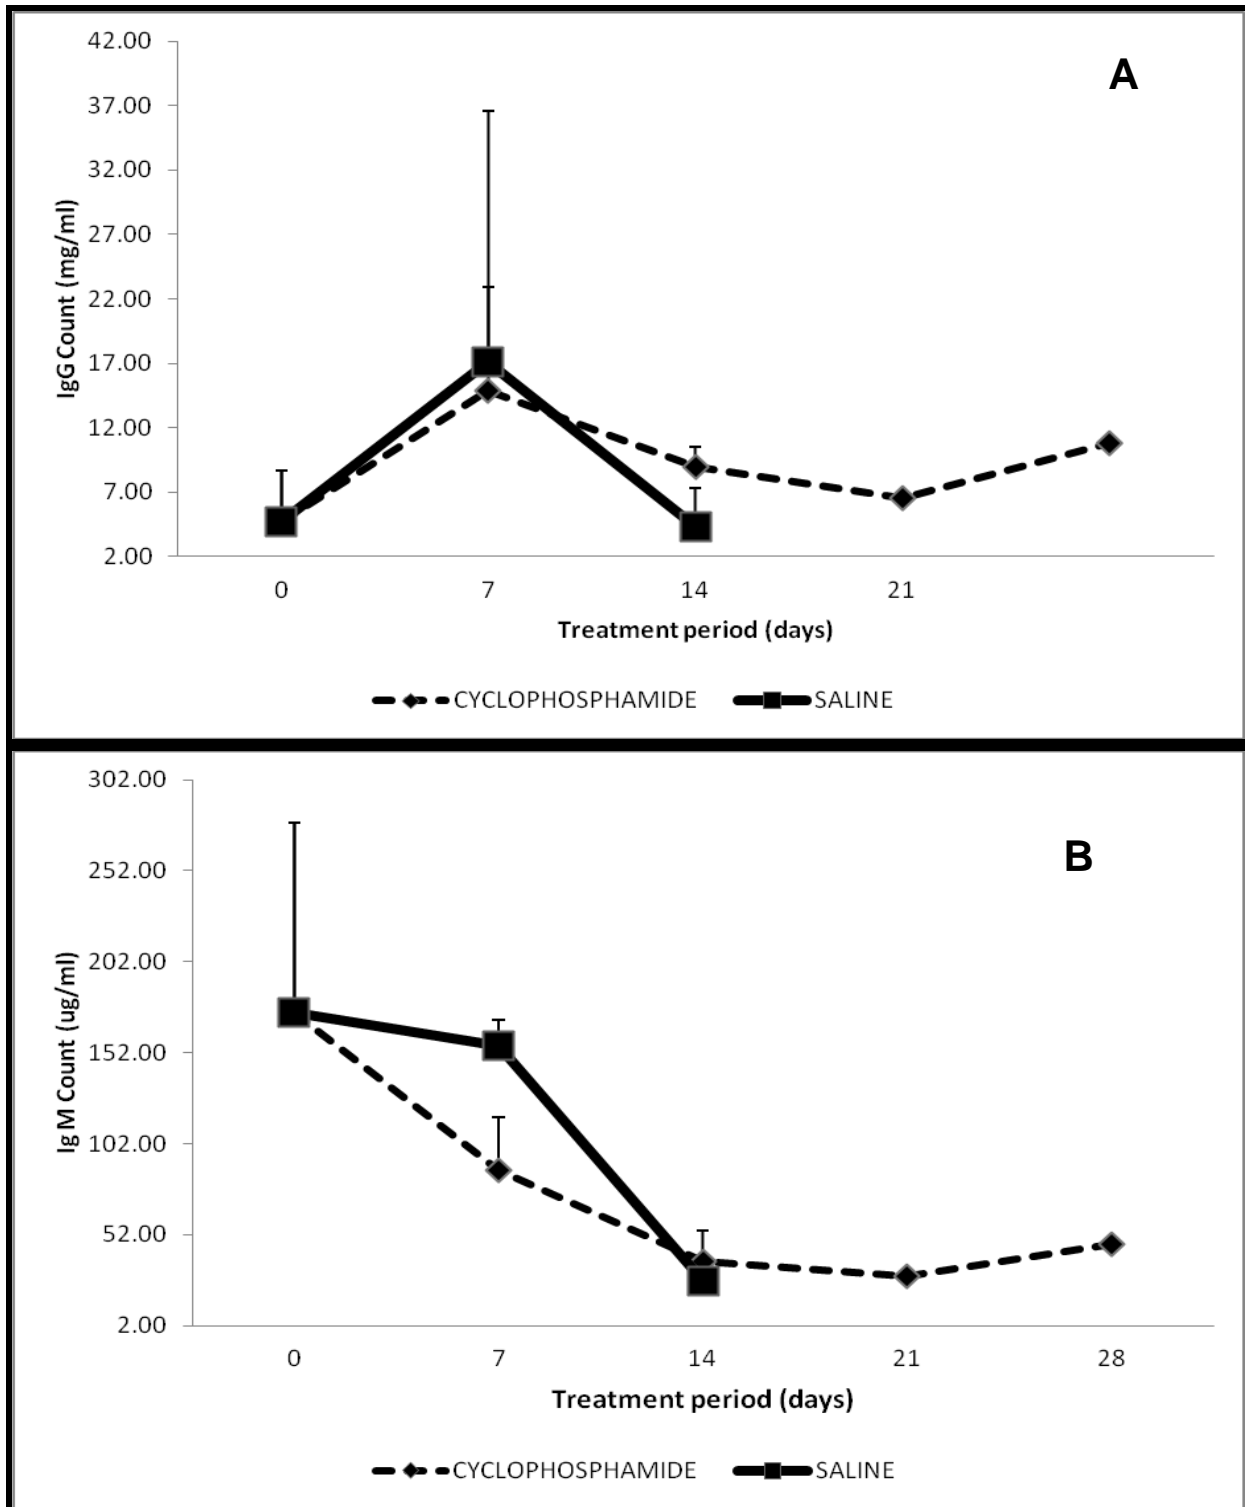 A
42.00
37.00
32.00
27.00
22.00
17.00
12.00
7.00
2.00
IgG Count (mg/ml)
0 7 14 21
Treatment period (days)
CYCLOPHOSPHAMIDE SALINE
B
302.00
252.00
202.00
152.00
102.00
52.00
2.00
Ig M Count (ug/ml)
0 7 14 21 28
Treatment period (days)
CYCLOPHOSPHAMIDE SALINE